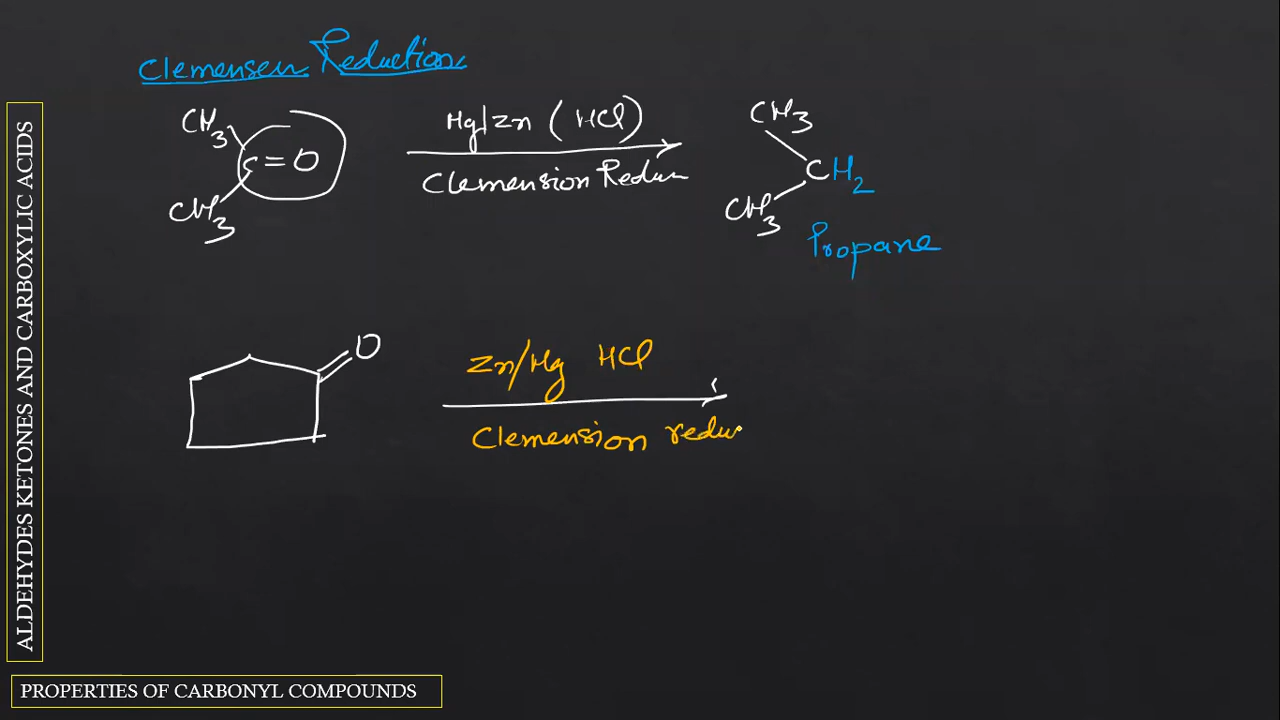 Clemensen Reduction
CH3
C=O
CH3
Hg/Zn (HCl)
Clemension Redun
CH3
CH2
CH3
Propane
O
Zn/Hg HCl
Clemension redu
ALDEHYDES KETONES AND CARBOXYLIC ACIDS
PROPERTIES OF CARBONYL COMPOUNDS